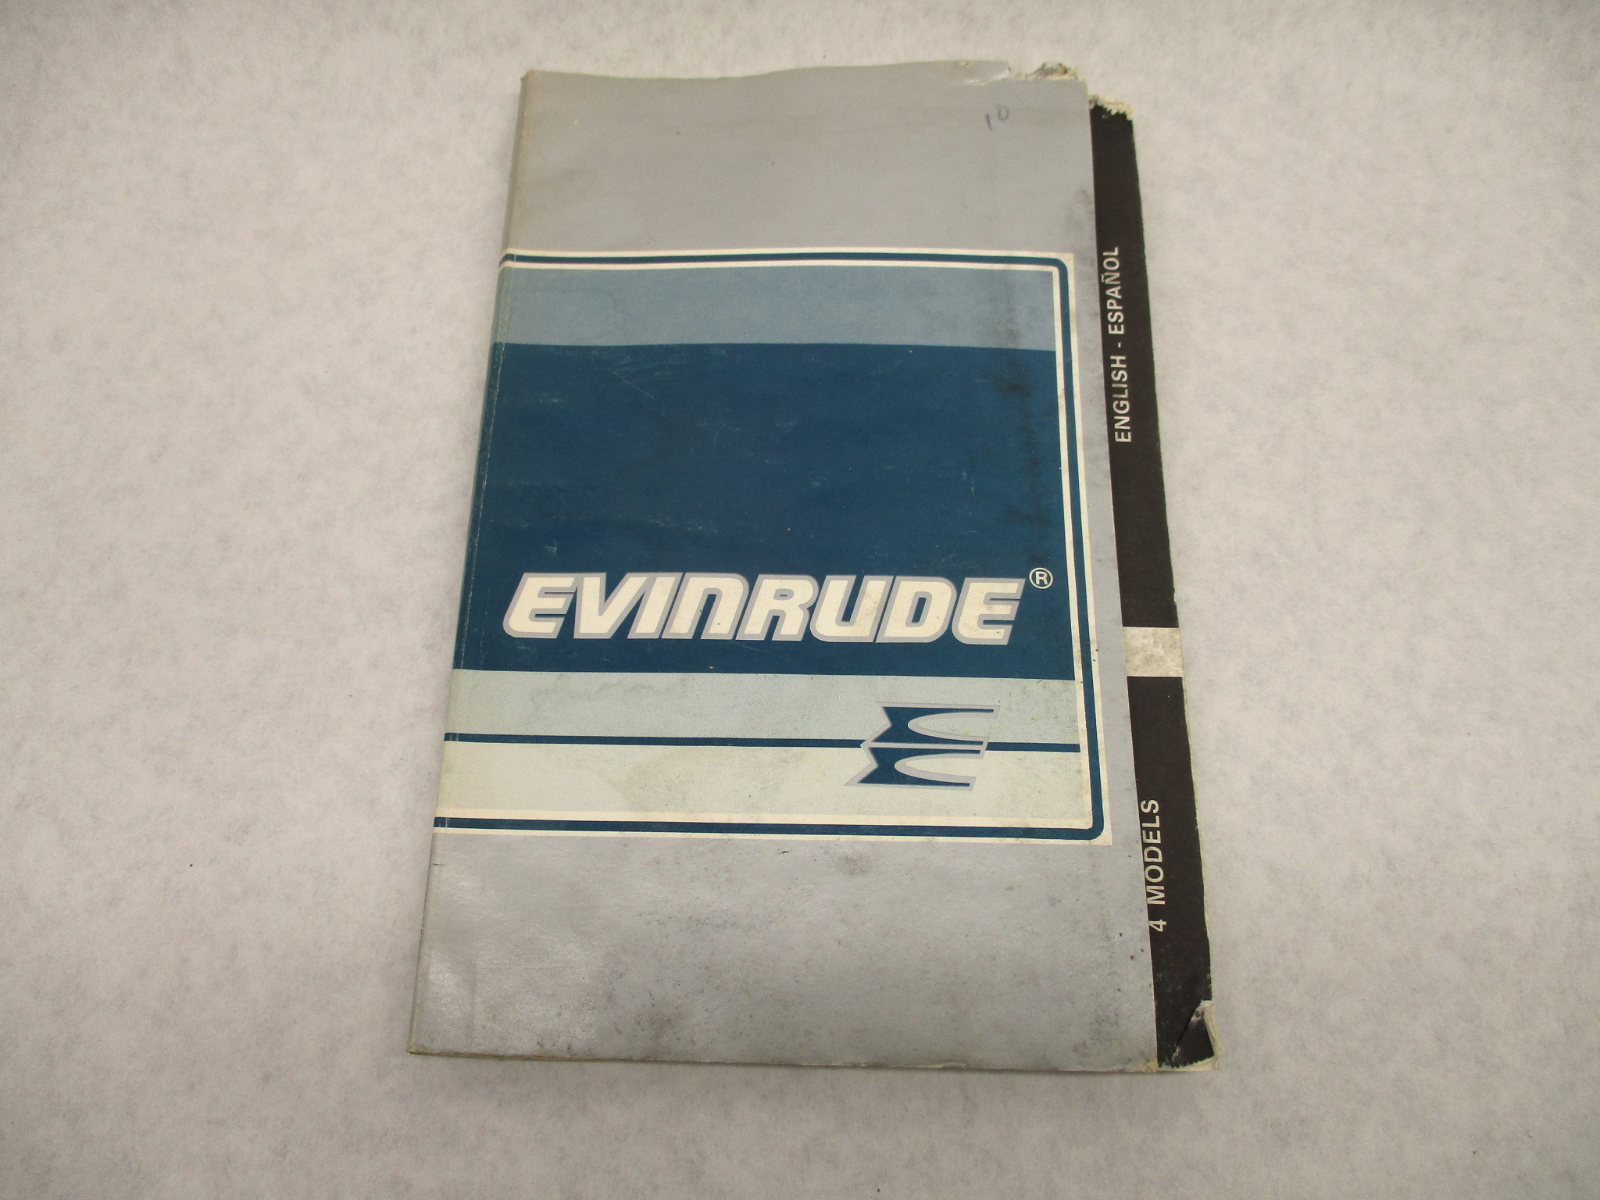 10
EVINRUDE®
ENGLISH - ESPAÑOL
4 MODELS